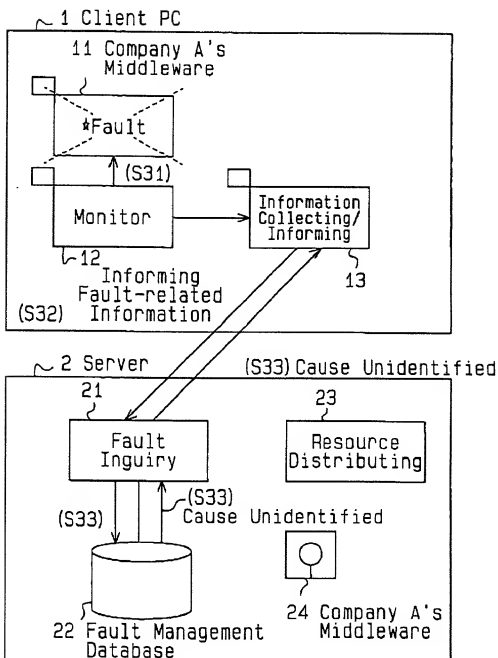 1 Client PC
11 Company A's
Middleware
*Fault
(S31)
Monitor
12
Information
Collecting/
Informing
13
Informing
Fault-related
Information
(S32)
2 Server
(S33) Cause Unidentified
21
Fault
Inguiry
23
Resource
Distributing
(S33)
(S33)
Cause Unidentified
22 Fault Management
Database
24 Company A's
Middleware